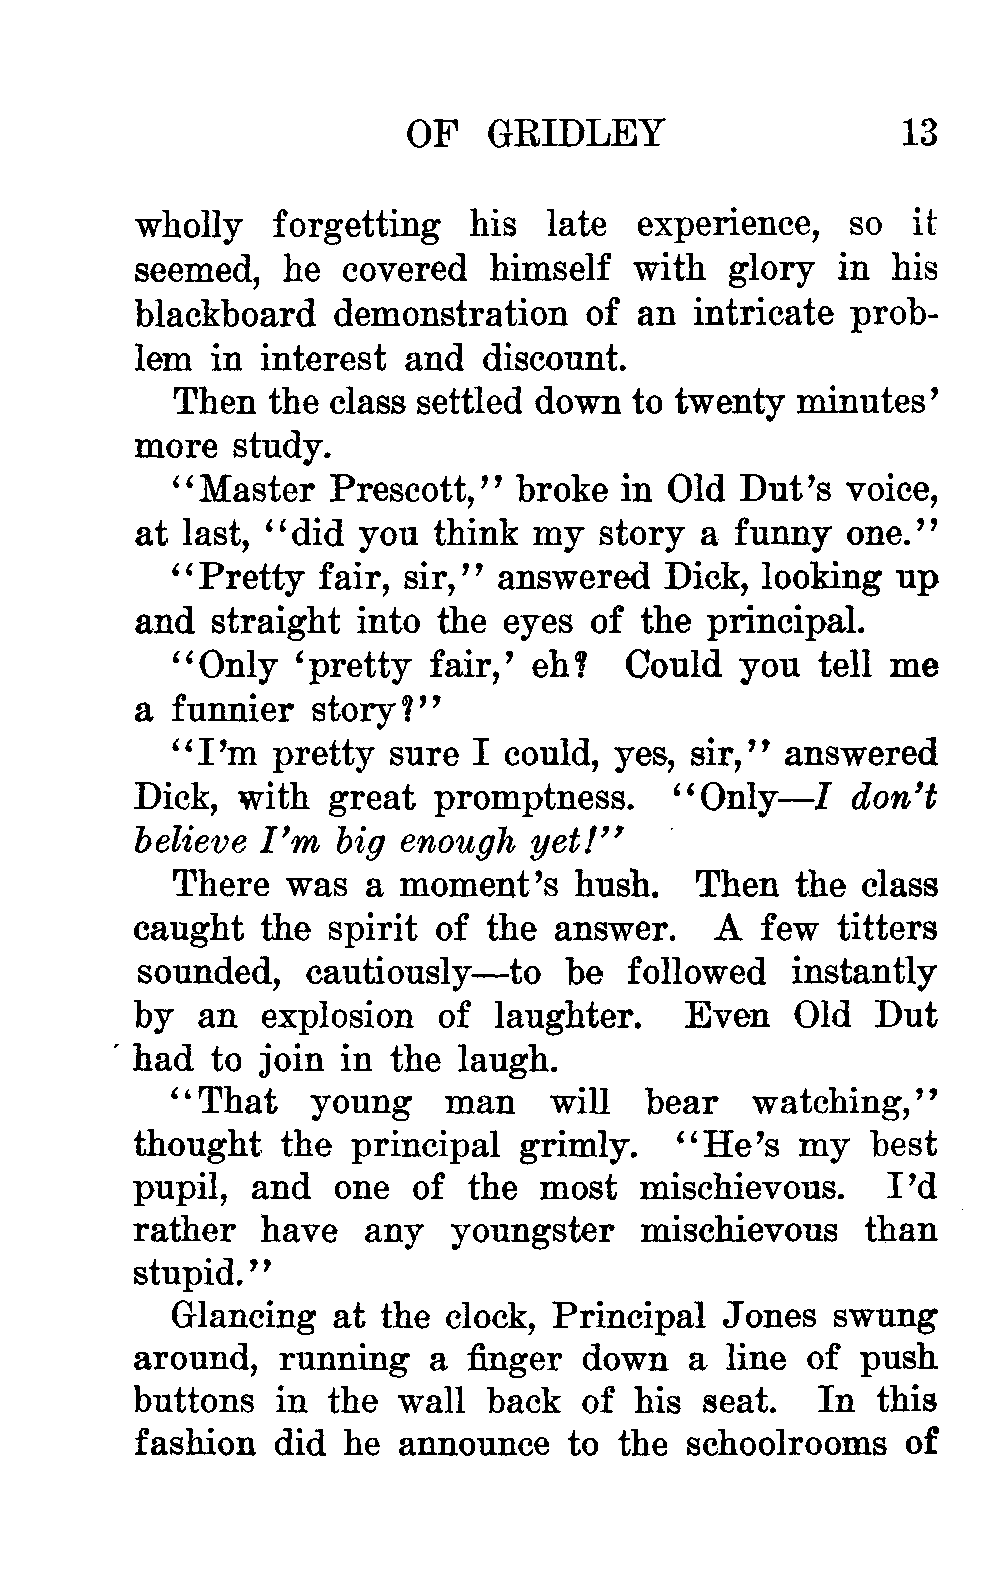 OF GRIDLEY 13
wholly forgetting his late experience, so it
seemed, he covered himself with glory in his
blackboard demonstration of an intricate prob-
lem in interest and discount.
Then the class settled down to twenty minutes’
more study.
“Master Prescott,” broke in Old Dut’s voice,
at last, “did you think my story a funny one.”
“Pretty fair, sir,” answered Dick, looking up
and straight into the eyes of the principal.
“Only ‘pretty fair,’ eh? Could you tell me
a funnier story?”
“I’m pretty sure I could, yes, sir,” answered
Dick, with great promptness. “Only—I don’t
believe I’m big enough yet!”
There was a moment’s hush. Then the class
caught the spirit of the answer. A few titters
sounded, cautiously—to be followed instantly
by an explosion of laughter. Even Old Dut
had to join in the laugh.
“That young man will bear watching,”
thought the principal grimly. “He’s my best
pupil, and one of the most mischievous. I’d
rather have any youngster mischievous than
stupid.”
Glancing at the clock, Principal Jones swung
around, running a finger down a line of push
buttons in the wall back of his seat. In this
fashion did he announce to the schoolrooms of